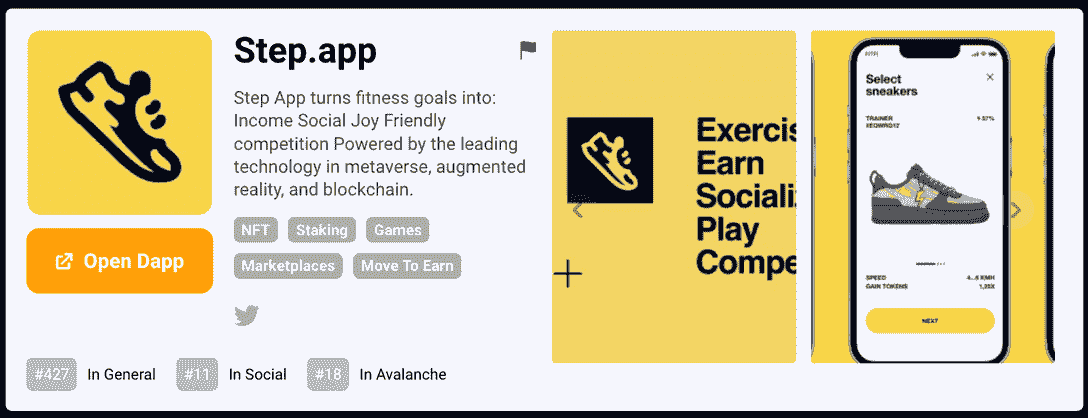 Step.app
Step App turns fitness goals into:
Income Social Joy Friendly
competition Powered by the leading
technology in metaverse, augmented
reality, and blockchain.
NFT Staking Games
Marketplaces Move To Earn
Open Dapp
#427 In General #11 In Social #18 In Avalanche
Exercis
Earn
Socializ
Play
Compe
Select
sneakers
TRAINER
SPEED
GAIN TOKENS
NEXT